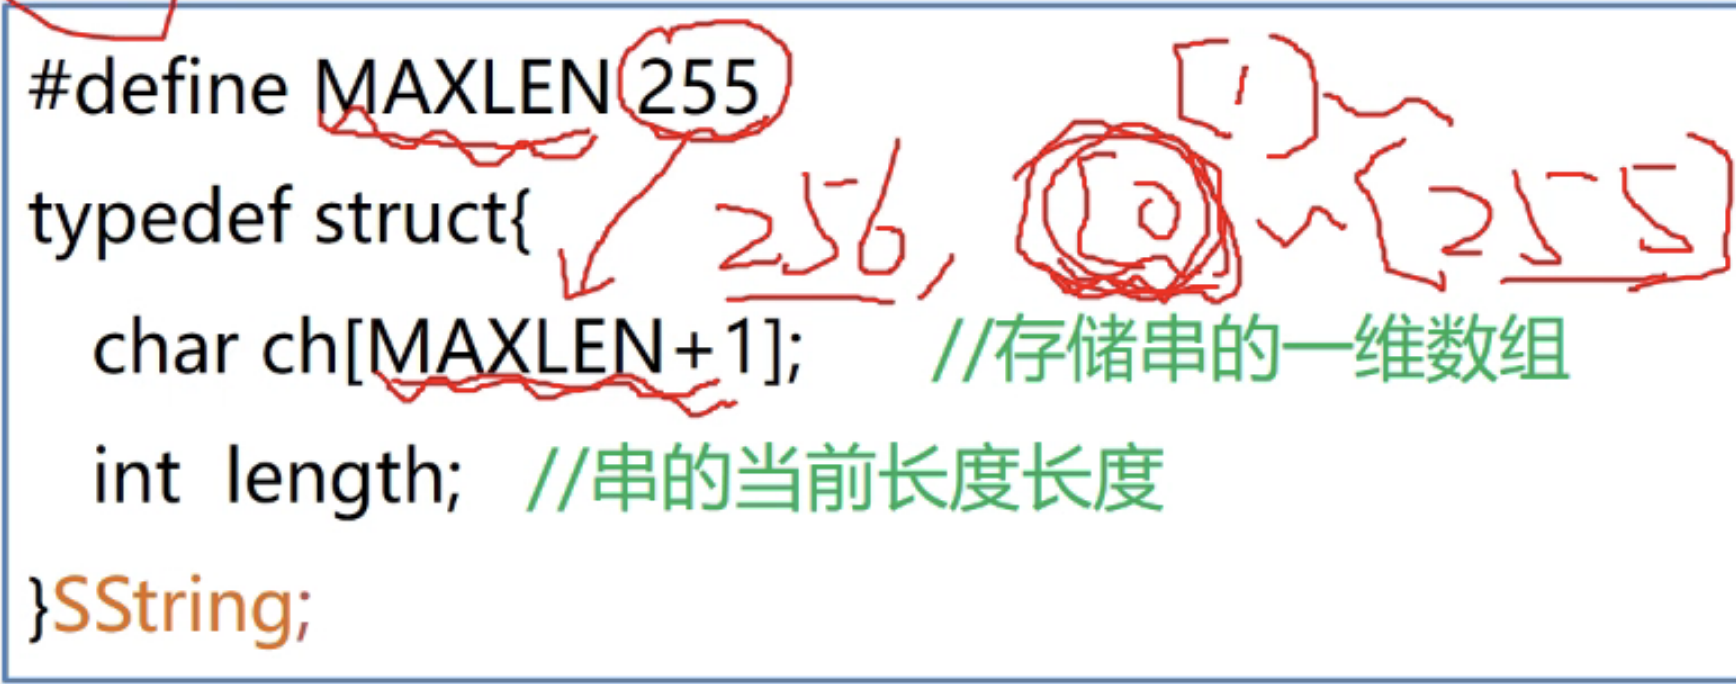 #define MAXLEN 255
[1] ~
typedef struct{
256, [0] ~ [255]
char ch[MAXLEN+1]; //存储串的一维数组
int length; //串的当前长度长度
}SString;